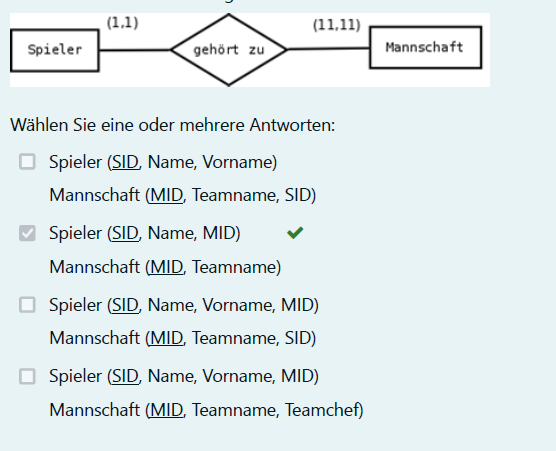 (1,1)
(11,11)
Spieler
gehört zu
Mannschaft
Wählen Sie eine oder mehrere Antworten:
Spieler (SID, Name, Vorname)
Mannschaft (MID, Teamname, SID)
Spieler (SID, Name, MID)
Mannschaft (MID, Teamname)
Spieler (SID, Name, Vorname, MID)
Mannschaft (MID, Teamname, SID)
Spieler (SID, Name, Vorname, MID)
Mannschaft (MID, Teamname, Teamchef)